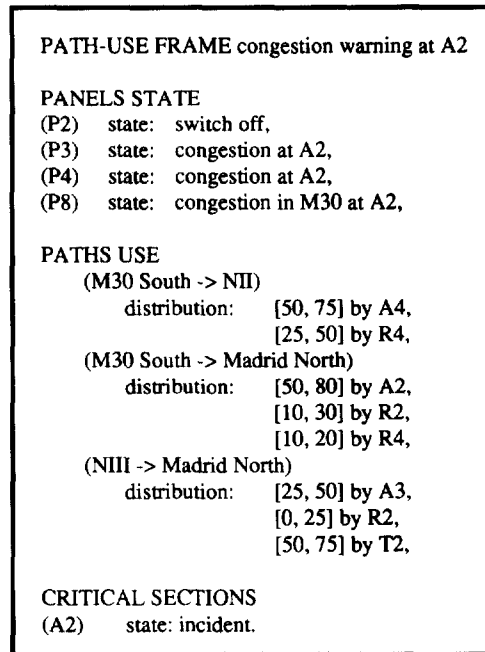 PATH-USE FRAME congestion warning at A2
PANELS STATE
(P2) state: switch off,
(P3) state: congestion at A2,
(P4) state: congestion at A2,
(P8) state: congestion in M30 at A2,
PATHS USE
(M30 South -> NII)
distribution: [50, 75] by A4,
[25, 50] by R4,
(M30 South -> Madrid North)
distribution: [50, 80] by A2,
[10, 30] by R2,
[10, 20] by R4,
(NIII -> Madrid North)
distribution: [25, 50] by A3,
[0, 25] by R2,
[50, 75] by T2,
CRITICAL SECTIONS
(A2) state: incident.